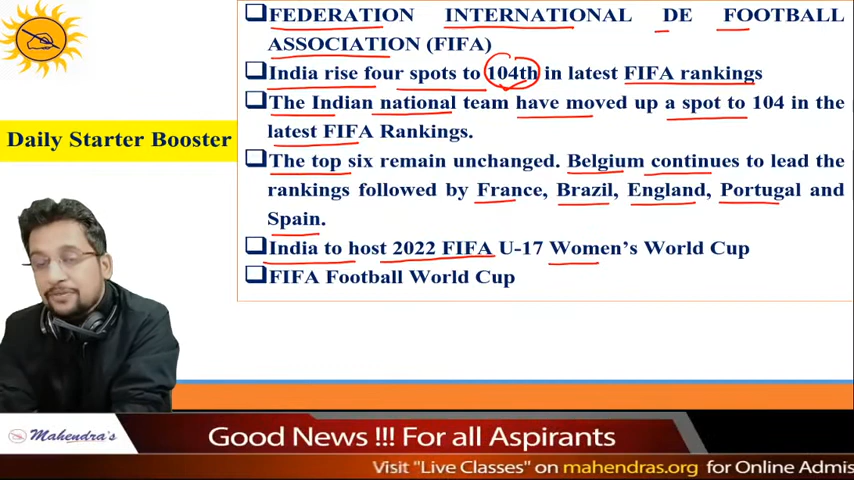 FEDERATION INTERNATIONAL DE FOOTBALL
ASSOCIATION (FIFA)
India rise four spots to 104th in latest FIFA rankings
The Indian national team have moved up a spot to 104 in the
latest FIFA Rankings.
Daily Starter Booster
The top six remain unchanged. Belgium continues to lead the
rankings followed by France, Brazil, England, Portugal and
Spain.
India to host 2022 FIFA U-17 Women's World Cup
FIFA Football World Cup
Mahendra's
Good News !!! For all Aspirants
Visit "Live Classes" on mahendras.org for Online Admis